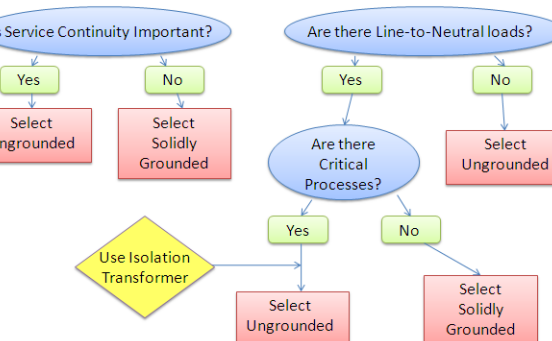 Service Continuity Important?
Are there Line-to-Neutral loads?
Yes
No
Yes
No
Select
Select
Solidly
Grounded
Select
Ungrounded
Are there
Critical
Processes?
Yes
No
Use Isolation
Transformer
Select
Ungrounded
Select
Solidly
Grounded